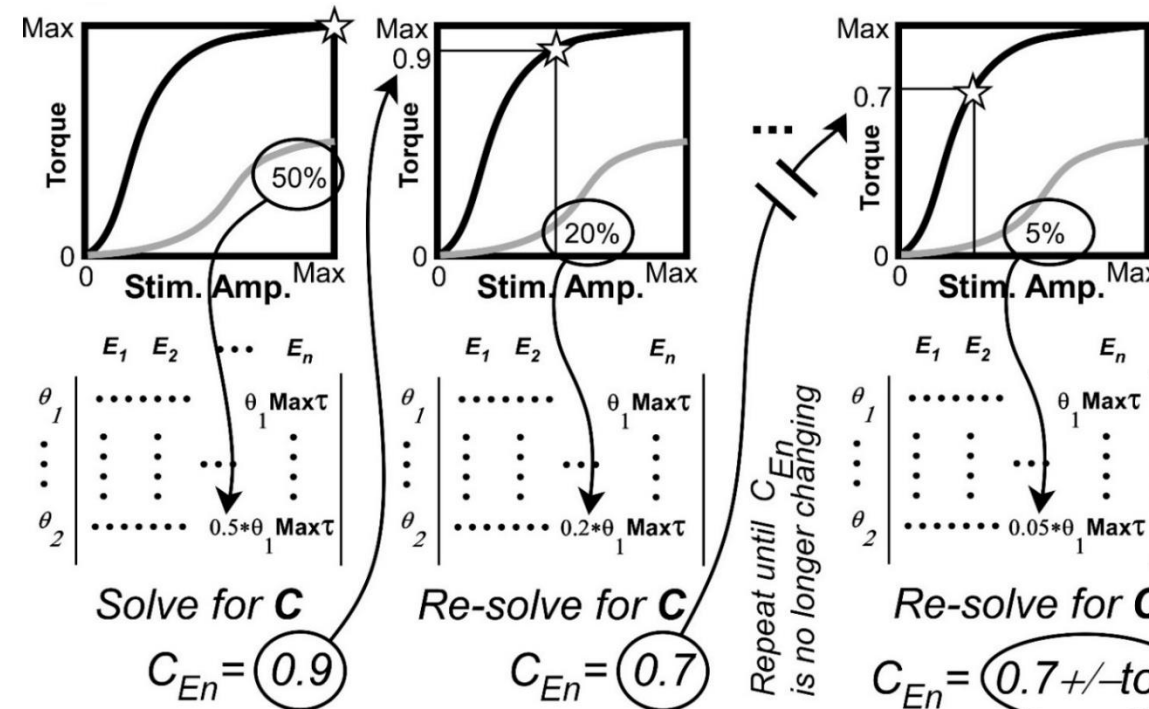 Max
Torque
50%
0
0
Max
Stim. Amp.
E1 E2 ••• En
θ1
θ1Maxτ
θ2
0.5*θ1Maxτ
Solve for C
CEn = 0.9
Max
0.9
Torque
20%
0
0
Max
Stim. Amp.
E1 E2 En
θ1
θ1Maxτ
θ2
0.2*θ1Maxτ
Re-solve for C
CEn = 0.7
...
Repeat until CEn
is no longer changing
Max
0.7
Torque
5%
0
0
Max
Stim. Amp.
E1 E2 En
θ1
θ1Maxτ
θ2
0.05*θ1Maxτ
Re-solve for C
CEn = 0.7+/–to